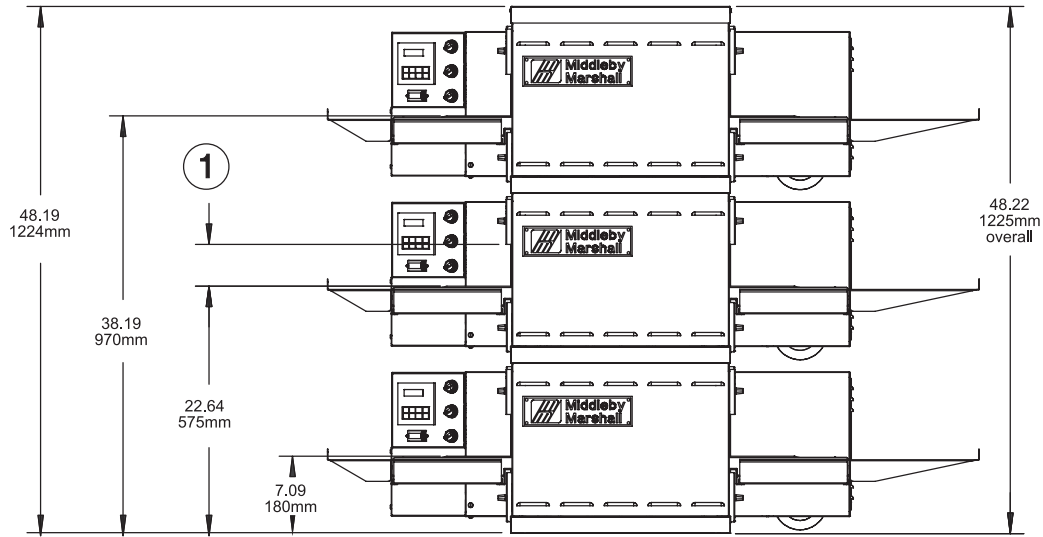 Middleby
Marshall
1
48.19
1224mm
48.22
1225mm
overall
Middleby
Marshall
38.19
970mm
22.64
575mm
Middleby
Marshall
7.09
180mm